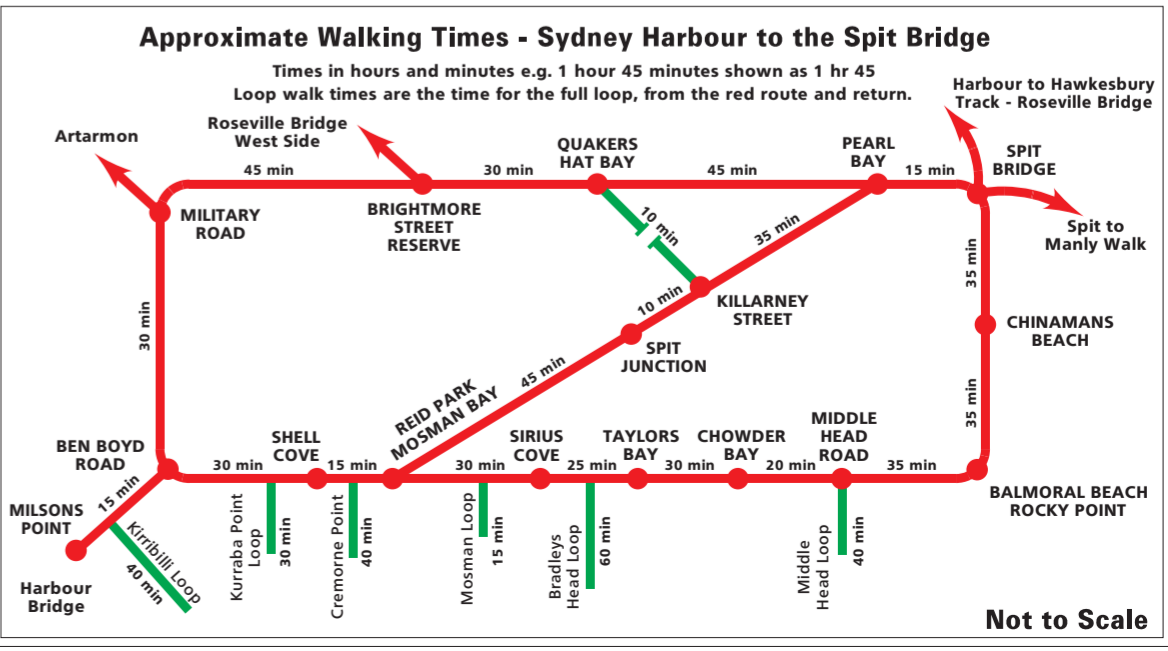 Approximate Walking Times - Sydney Harbour to the Spit Bridge
Times in hours and minutes e.g. 1 hour 45 minutes shown as 1 hr 45
Loop walk times are the time for the full loop, from the red route and return.
Harbour to Hawkesbury
Track - Roseville Bridge
Artarmon
Roseville Bridge
West Side
QUAKERS
HAT BAY
PEARL
BAY
SPIT
BRIDGE
45 min
30 min
45 min
15 min
MILITARY
ROAD
BRIGHTMORE
STREET
RESERVE
10 min
35 min
Spit to
Manly Walk
35 min
30 min
10 min
KILLARNEY
STREET
CHINAMANS
BEACH
SPIT
JUNCTION
45 min
35 min
REID PARK
MOSMAN BAY
BEN BOYD
ROAD
SHELL
COVE
SIRIUS
COVE
TAYLORS
BAY
CHOWDER
BAY
MIDDLE
HEAD
ROAD
30 min
15 min
30 min
25 min
30 min
20 min
35 min
15 min
MILSONS
POINT
BALMORAL BEACH
ROCKY POINT
Kirribilli Loop
40 min
Kurraba Point
Loop
30 min
Cremorne Point
40 min
Mosman Loop
15 min
Bradleys
Head Loop
60 min
Middle
Head Loop
40 min
Harbour
Bridge
Not to Scale